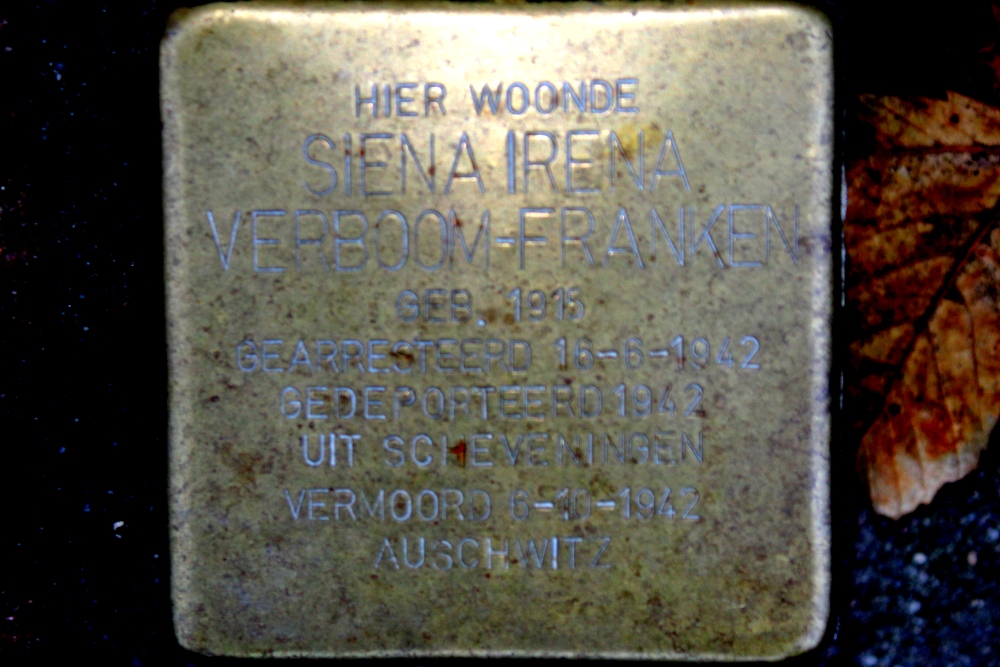 HIER WOONDE
SIENA IRENA
VERBOOM-FRANKEN
GEB. 1915
GEARRESTEERD 16-6-1942
GEDEPORTEERD 1942
UIT SCHEVENINGEN
VERMOORD 6-10-1942
AUSCHWITZ